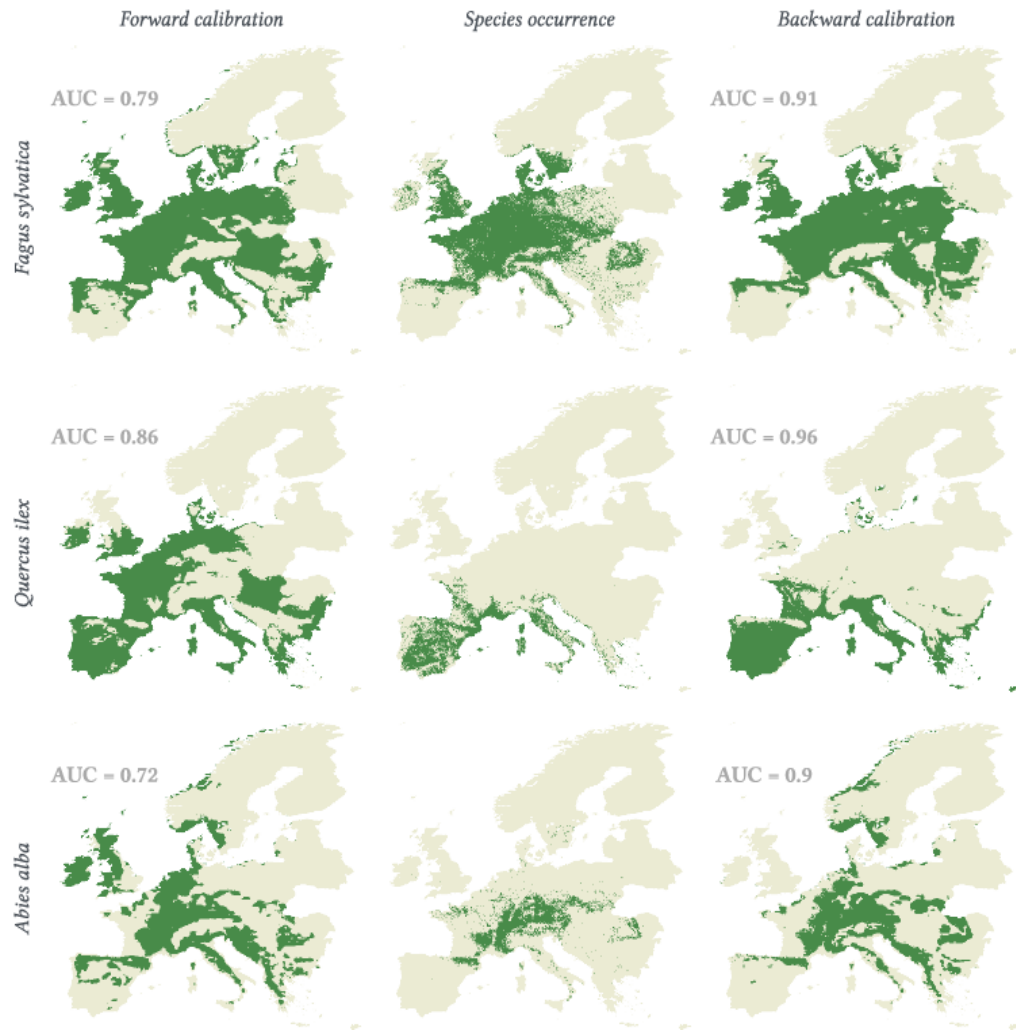 Forward calibration
Species occurrence
Backward calibration
Fagus sylvatica
AUC = 0.79
AUC = 0.91
Quercus ilex
AUC = 0.86
AUC = 0.96
Abies alba
AUC = 0.72
AUC = 0.9